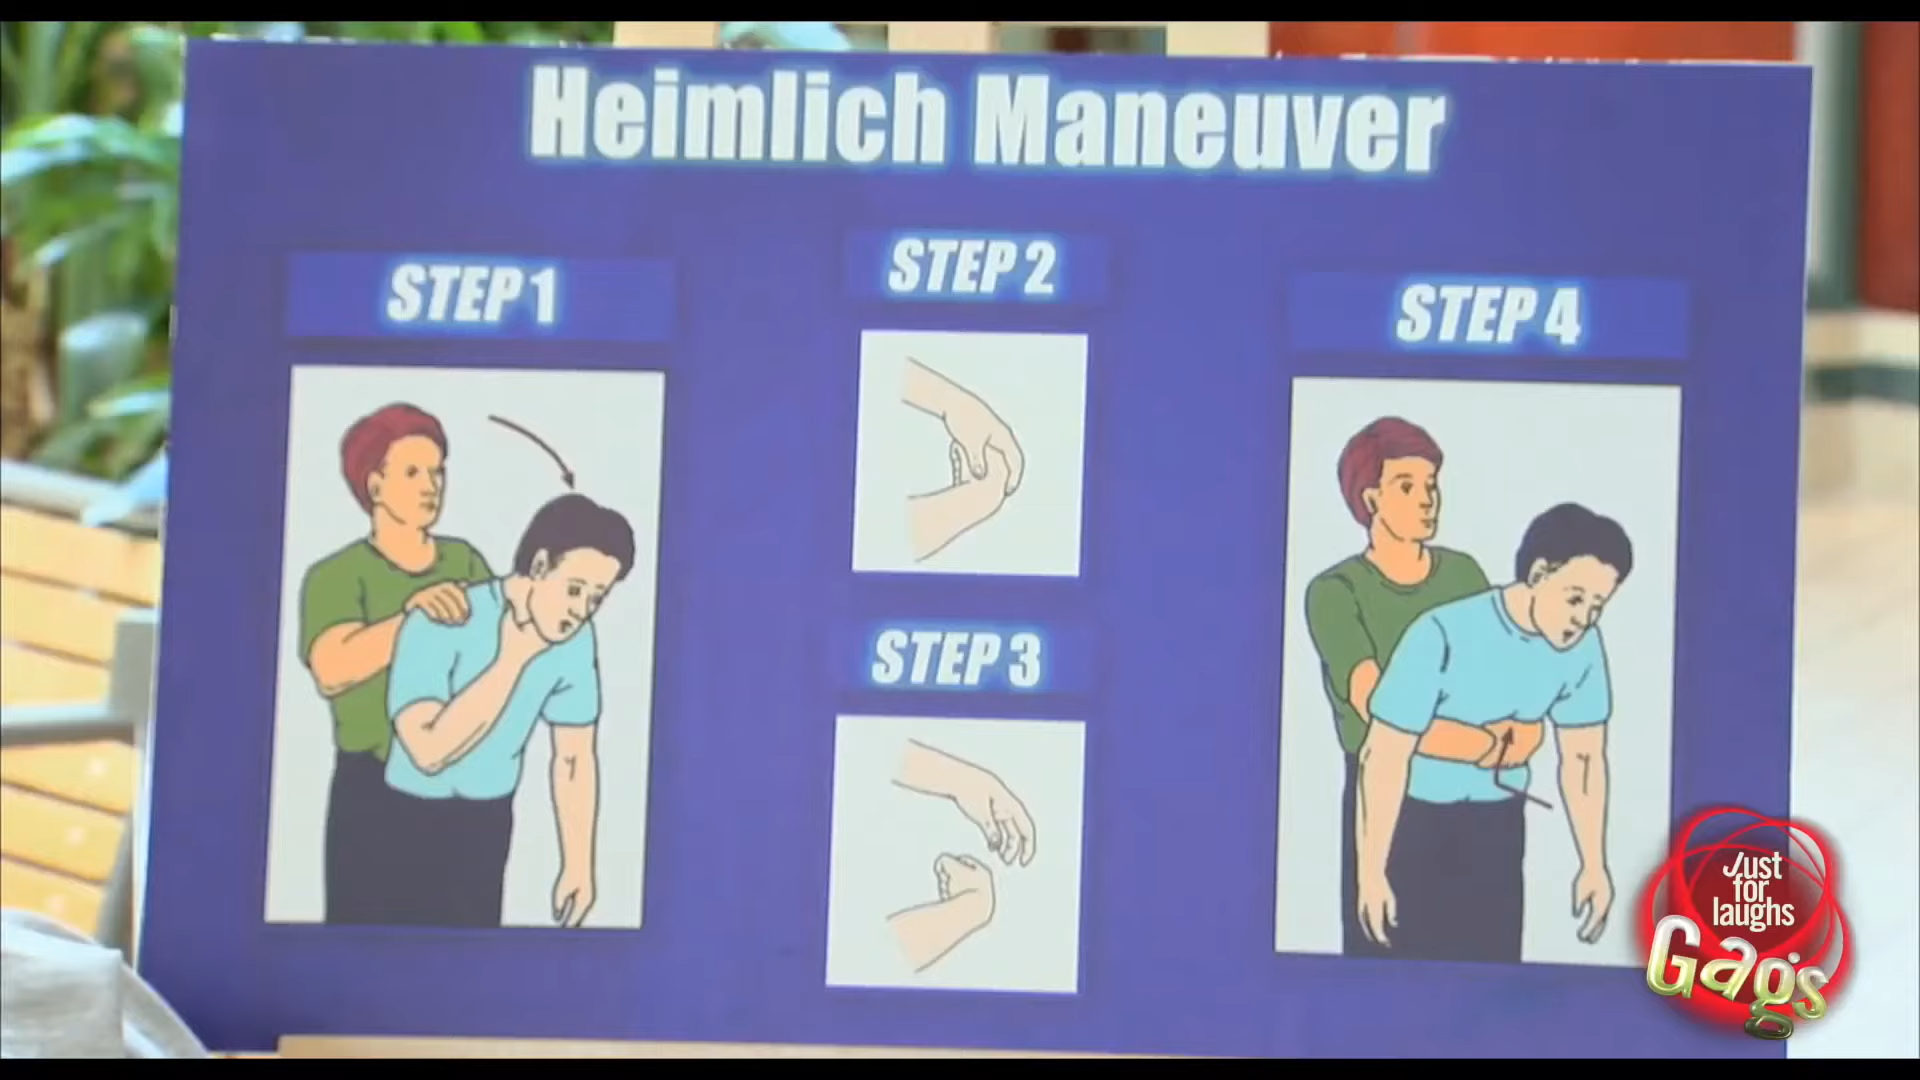 Heimlich Maneuver
STEP 1
STEP 2
STEP 3
STEP 4
Just
for
laughs
Gags